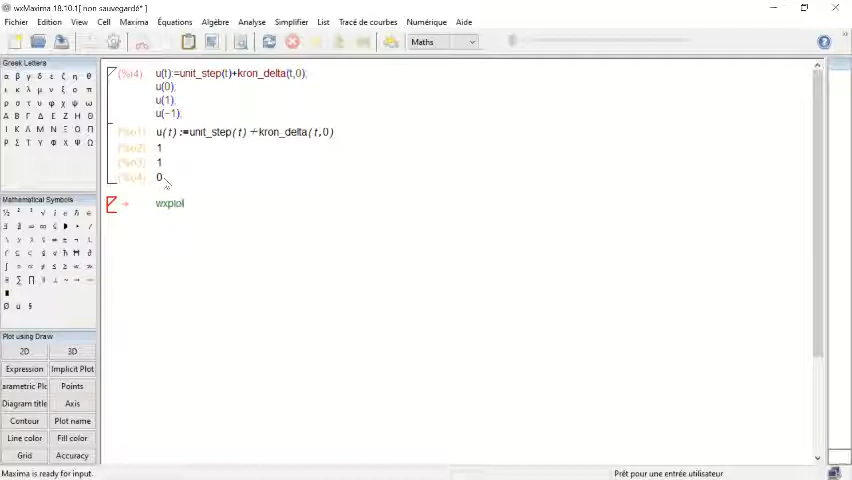 wxMaxima 18.10.1[ non sauvegardé* ]
Fichier Edition View Cell Maxima Équations Algèbre Analyse Simplifier List Tracé de courbes Numérique Aide
Maths
Greek Letters
α β γ δ ε ζ η θ
ι κ λ μ ν ξ ο π
ρ σ τ υ φ χ ψ ω
Α Β Γ Δ Ε Ζ Η Θ
Ι Κ Λ Μ Ν Ξ Ο Π
Ρ Σ Τ Υ Φ Χ Ψ Ω
Mathematical Symbols
Plot using Draw
2D 3D
Expression Implicit Plot
arametric Plo Points
Diagram title Axis
Contour Plot name
Line color Fill color
Grid Accuracy
(%i4) u(t):=unit_step(t)+kron_delta(t,0);
u(0);
u(1);
u(−1);
(%o1) u(t):=unit_step(t)+kron_delta(t,0)
(%o2) 1
(%o3) 1
(%o4) 0
wxplot
Maxima is ready for input. Prêt pour une entrée utilisateur